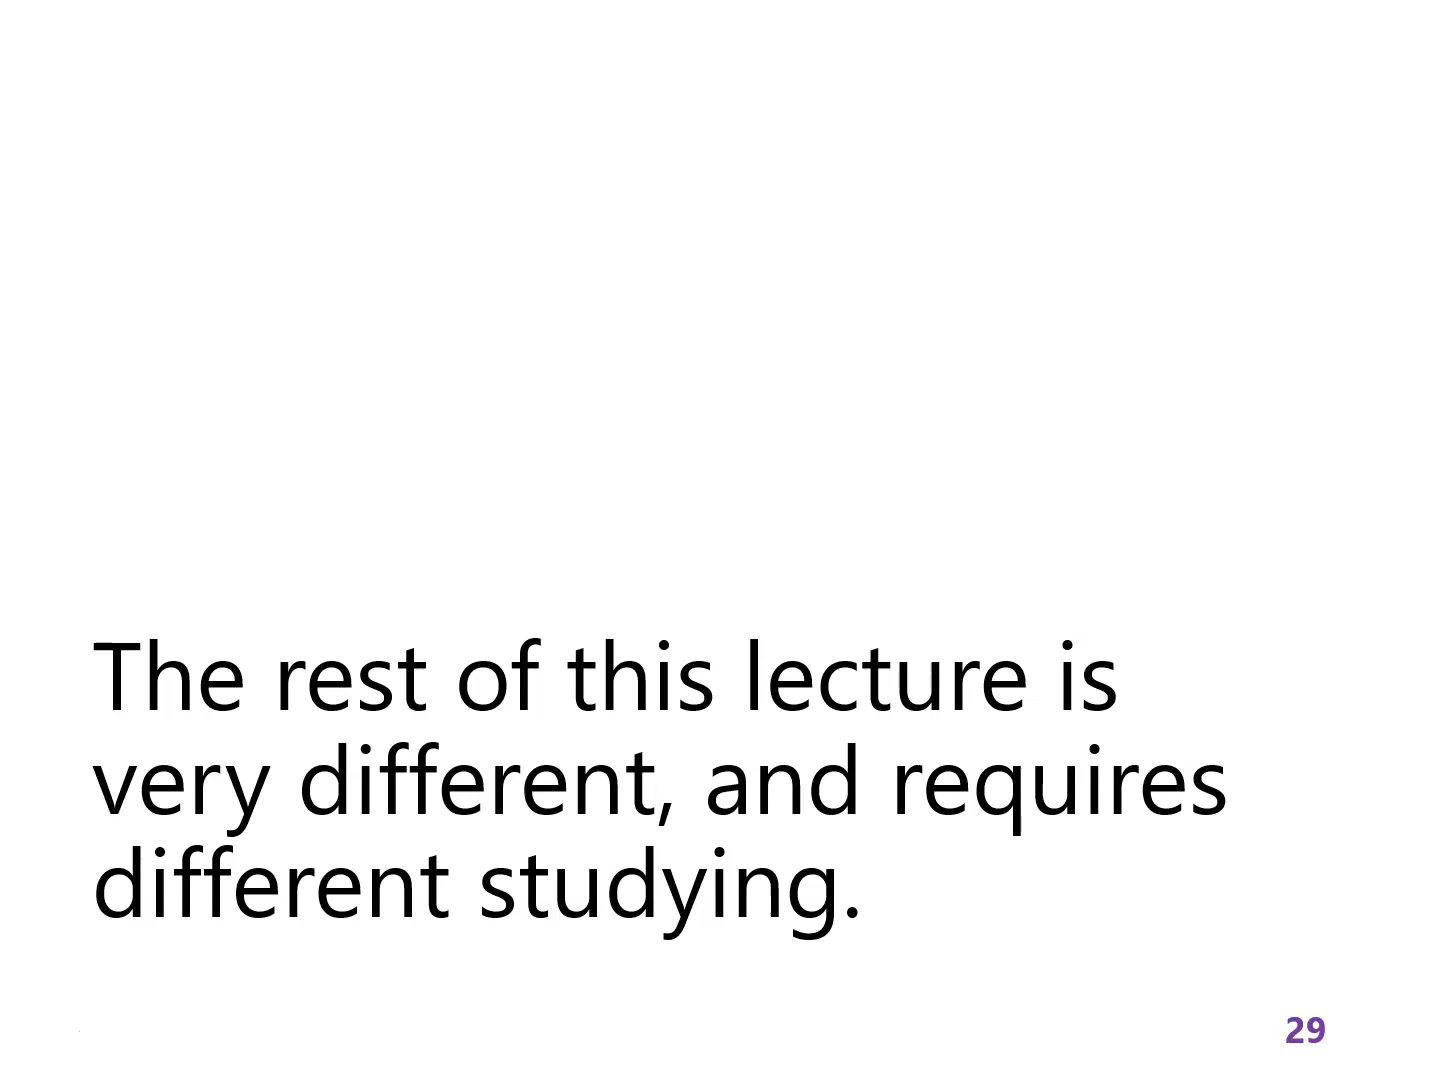 The rest of this lecture is
very different, and requires
different studying.
29